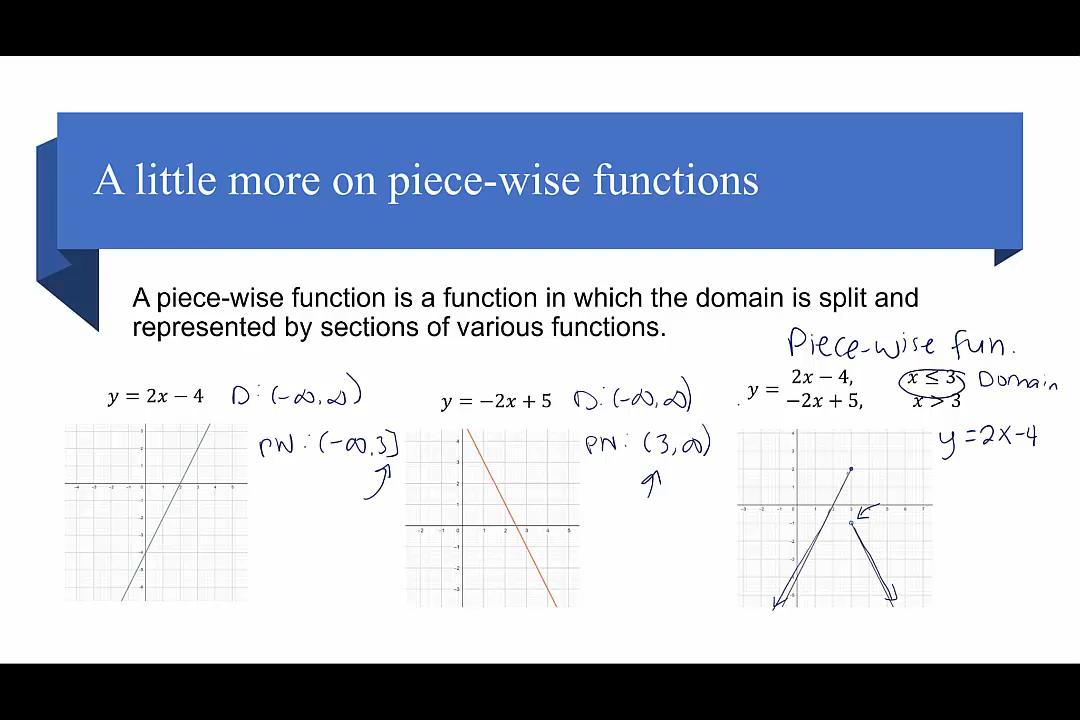 A little more on piece-wise functions
A piece-wise function is a function in which the domain is split and
represented by sections of various functions.
Piece-wise fun.
y = 2x − 4 D: (-∞, ∞)
PW: (-∞, 3]
y = −2x + 5 D: (-∞, ∞)
PW: (3, ∞)
y = 2x − 4, x ≤ 3 Domain
−2x + 5, x > 3
y = 2x-4